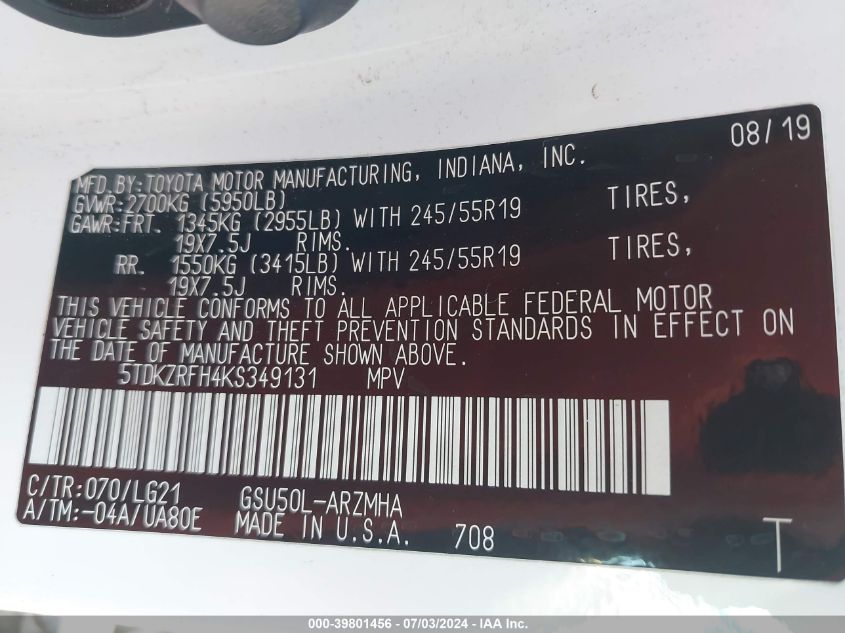 08/19
MFD.BY:TOYOTA MOTOR MANUFACTURING, INDIANA, INC.
GVWR:2700KG (5950LB)
GAWR:FRT. 1345KG (2955LB) WITH 245/55R19 TIRES,
19X7.5J RIMS.
RR. 1550KG (3415LB) WITH 245/55R19 TIRES,
19X7.5J RIMS.
THIS VEHICLE CONFORMS TO ALL APPLICABLE FEDERAL MOTOR
VEHICLE SAFETY AND THEFT PREVENTION STANDARDS IN EFFECT ON
THE DATE OF MANUFACTURE SHOWN ABOVE.
5TDKZRFH4KS349131 MPV
C/TR:070/LG21 GSU50L-ARZMHA
A/TM:-04A/UA80E MADE IN U.S.A. 708 T
000-39801456 - 07/03/2024 - IAA Inc.